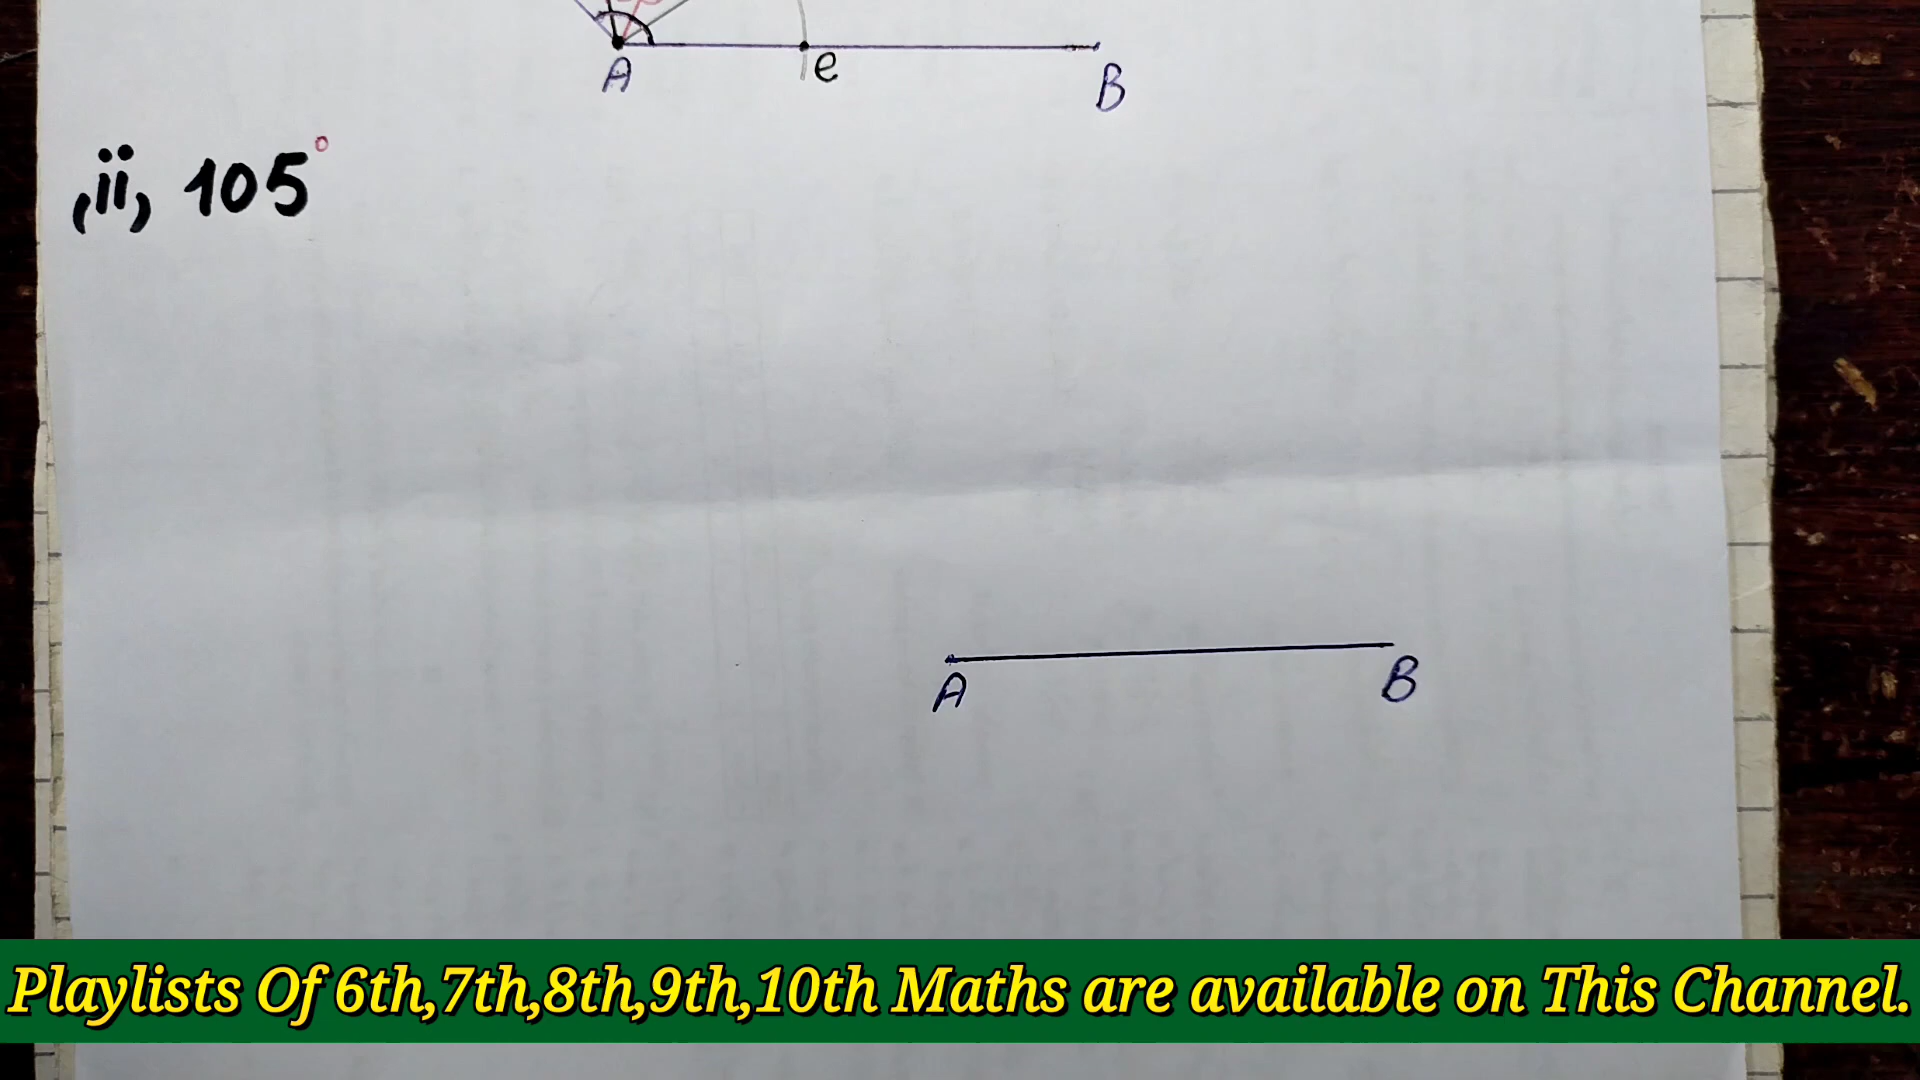 A e B
(ii) 105°
A B
Playlists Of 6th,7th,8th,9th,10th Maths are available on This Channel.